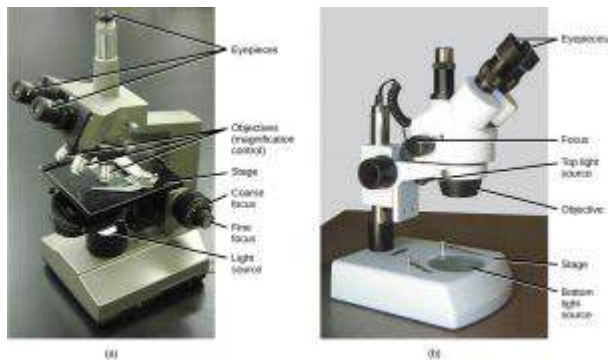 Eyepieces
Objectives
(magnification
control)
Stage
Coarse
focus
Fine
focus
Light
source
(a)
Eyepieces
Focus
Top light
source
Objective
Stage
Bottom
light
source
(b)